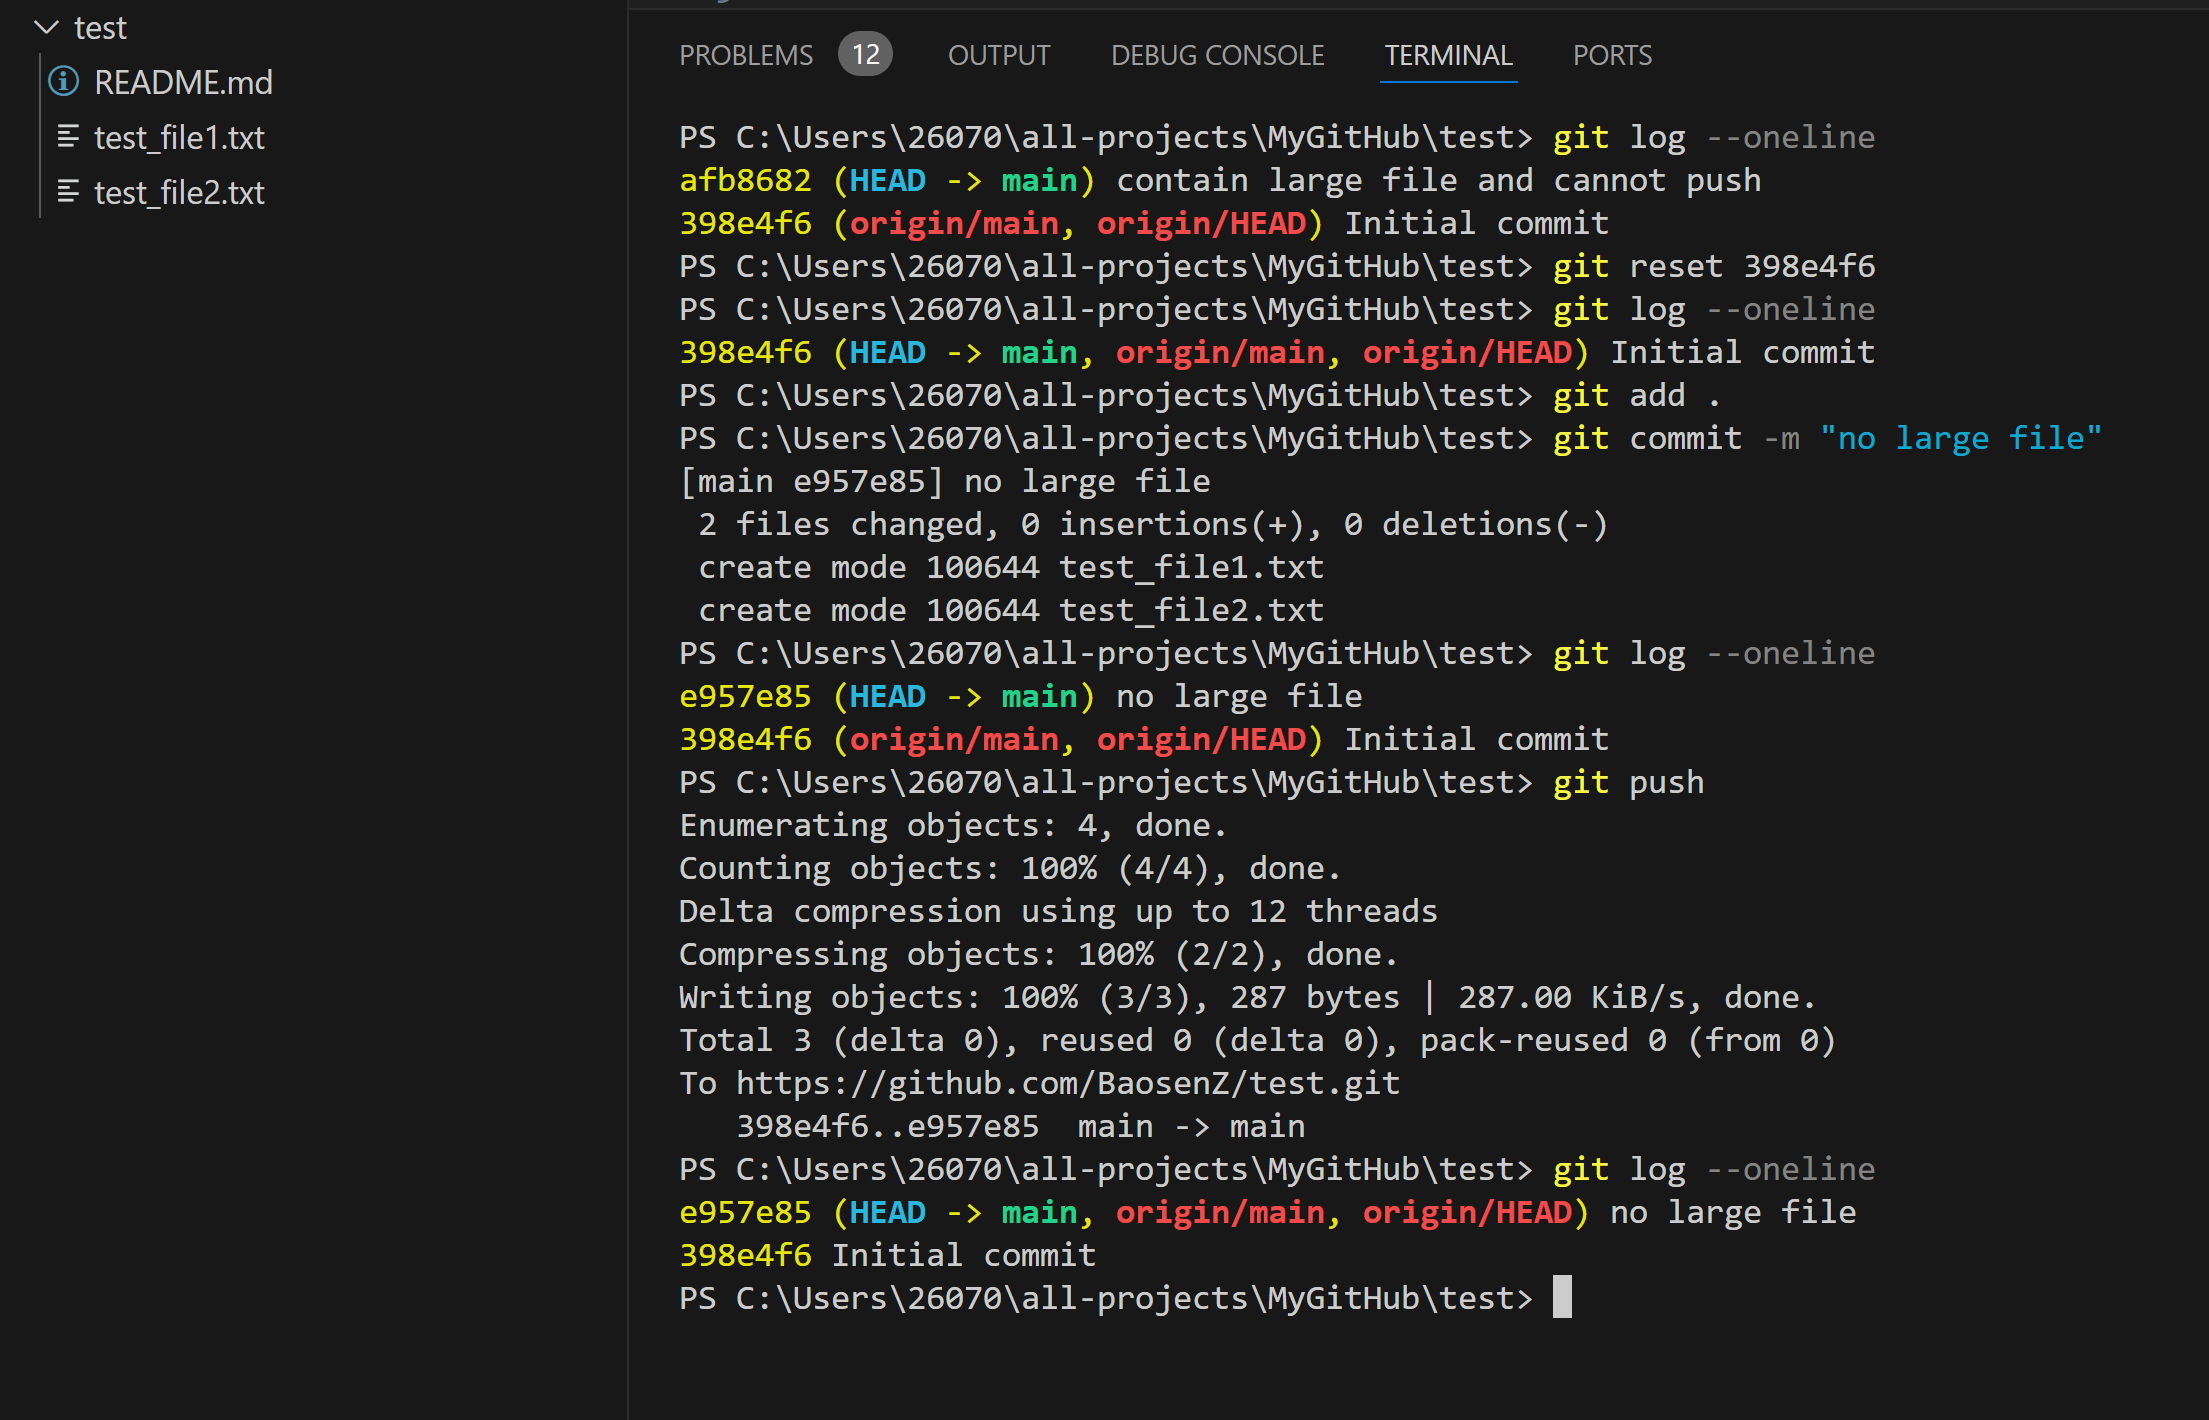 test
README.md
test_file1.txt
test_file2.txt
PROBLEMS 12 OUTPUT DEBUG CONSOLE TERMINAL PORTS
PS C:\Users\26070\all-projects\MyGitHub\test> git log --oneline
afb8682 (HEAD -> main) contain large file and cannot push
398e4f6 (origin/main, origin/HEAD) Initial commit
PS C:\Users\26070\all-projects\MyGitHub\test> git reset 398e4f6
PS C:\Users\26070\all-projects\MyGitHub\test> git log --oneline
398e4f6 (HEAD -> main, origin/main, origin/HEAD) Initial commit
PS C:\Users\26070\all-projects\MyGitHub\test> git add .
PS C:\Users\26070\all-projects\MyGitHub\test> git commit -m "no large file"
[main e957e85] no large file
 2 files changed, 0 insertions(+), 0 deletions(-)
 create mode 100644 test_file1.txt
 create mode 100644 test_file2.txt
PS C:\Users\26070\all-projects\MyGitHub\test> git log --oneline
e957e85 (HEAD -> main) no large file
398e4f6 (origin/main, origin/HEAD) Initial commit
PS C:\Users\26070\all-projects\MyGitHub\test> git push
Enumerating objects: 4, done.
Counting objects: 100% (4/4), done.
Delta compression using up to 12 threads
Compressing objects: 100% (2/2), done.
Writing objects: 100% (3/3), 287 bytes | 287.00 KiB/s, done.
Total 3 (delta 0), reused 0 (delta 0), pack-reused 0 (from 0)
To https://github.com/BaosenZ/test.git
   398e4f6..e957e85  main -> main
PS C:\Users\26070\all-projects\MyGitHub\test> git log --oneline
e957e85 (HEAD -> main, origin/main, origin/HEAD) no large file
398e4f6 Initial commit
PS C:\Users\26070\all-projects\MyGitHub\test>